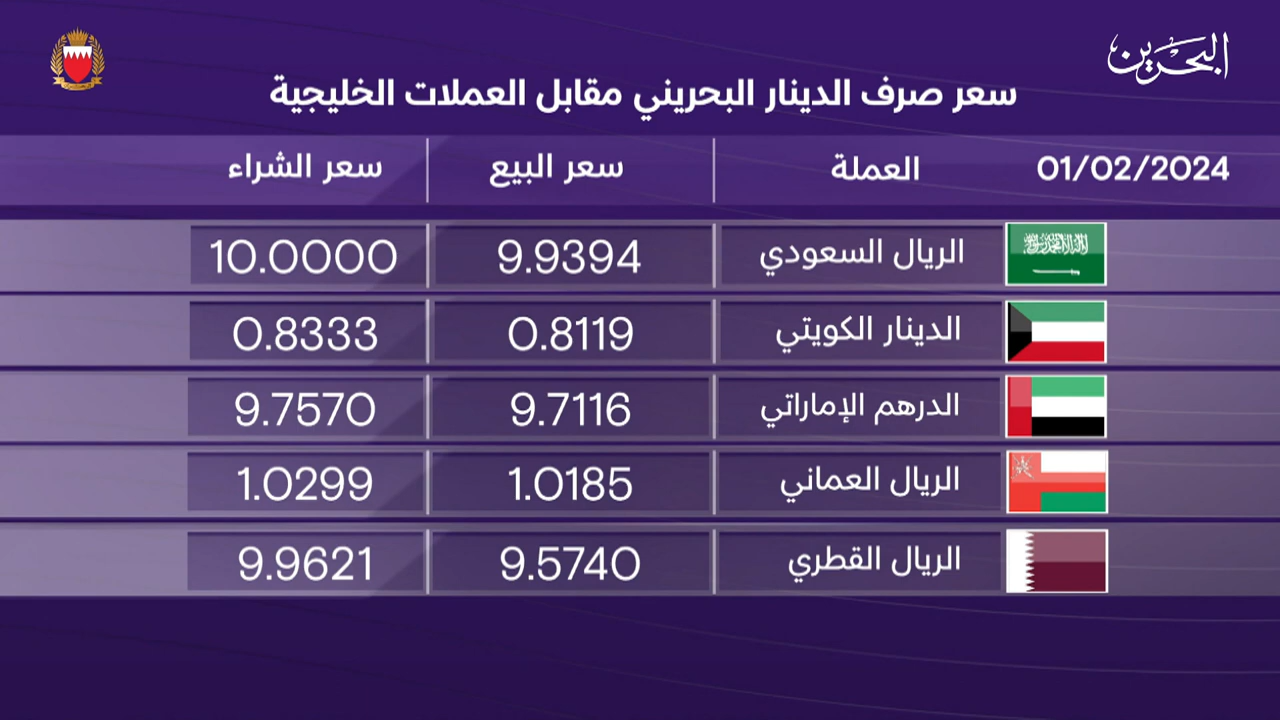 البحرين
سعر صرف الدينار البحريني مقابل العملات الخليجية
01/02/2024 العملة سعر البيع سعر الشراء
الريال السعودي 9.9394 10.0000
الدينار الكويتي 0.8119 0.8333
الدرهم الإماراتي 9.7116 9.7570
الريال العماني 1.0185 1.0299
الريال القطري 9.5740 9.9621